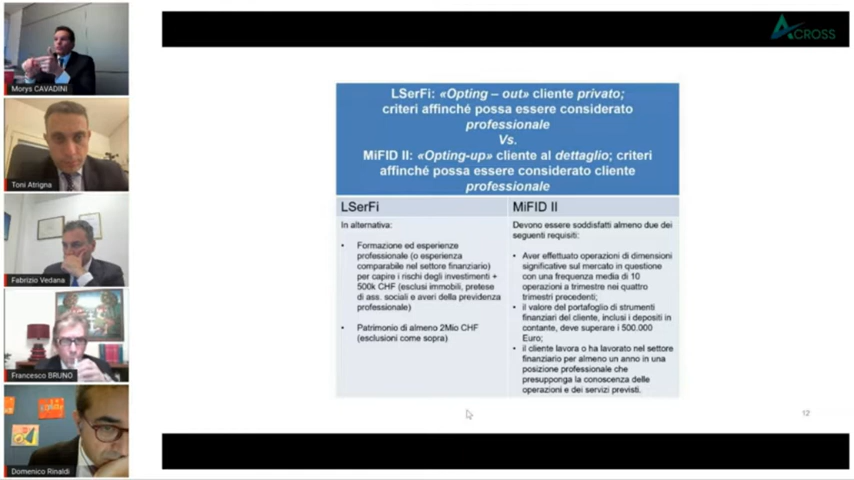 ACROSS
Morys CAVADINI
Toni Atrigna
Fabrizio Vedana
Francesco BRUNO
Domenico Rinaldi
LSerFi: «Opting – out» cliente privato;
criteri affinché possa essere considerato
professionale
Vs.
MiFID II: «Opting-up» cliente al dettaglio; criteri
affinché possa essere considerato cliente
professionale
LSerFi
In alternativa:
• Formazione ed esperienze
professionale (o esperienza
comparabile nel settore finanziario)
per capire i rischi degli investimenti +
500k CHF (esclusi immobili, pretese
di ass. sociali e averi della previdenza
professionale)
• Patrimonio di almeno 2Mio CHF
(esclusioni come sopra)
MiFID II
Devono essere soddisfatti almeno due dei
seguenti requisiti:
• Aver effettuato operazioni di dimensioni
significative sul mercato in questione
con una frequenza media di 10
operazioni a trimestre nei quattro
trimestri precedenti;
• il valore del portafoglio di strumenti
finanziari del cliente, inclusi i depositi in
contante, deve superare i 500.000
Euro;
• il cliente lavora o ha lavorato nel settore
finanziario per almeno un anno in una
posizione professionale che
presupponga la conoscenza delle
operazioni e dei servizi previsti.
12